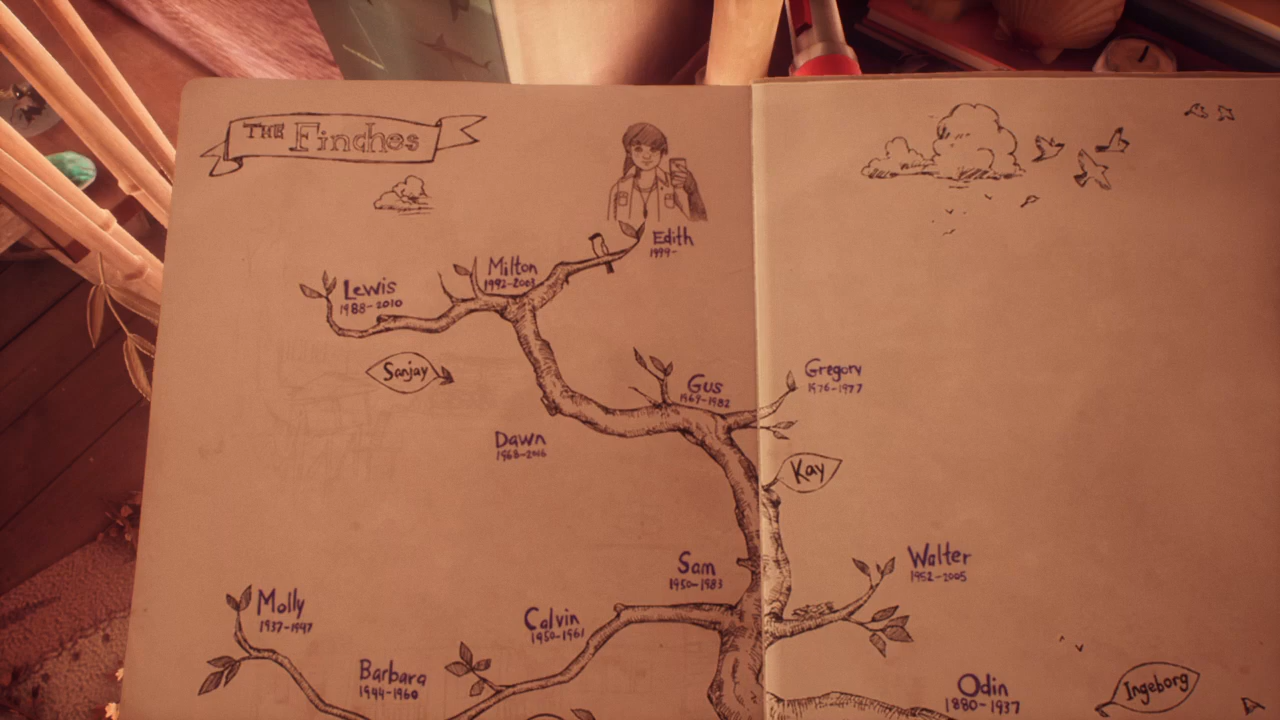 THE Finches
Edith
1999-
Milton
1992-2003
Lewis
1988-2010
Sanjay
Gregory
1976-1977
Gus
1969-1982
Dawn
1968-2016
Kay
Walter
1952-2005
Sam
1950-1983
Molly
1937-1947
Calvin
1950-1961
Barbara
1944-1960
Odin
1880-1937
Ingeborg